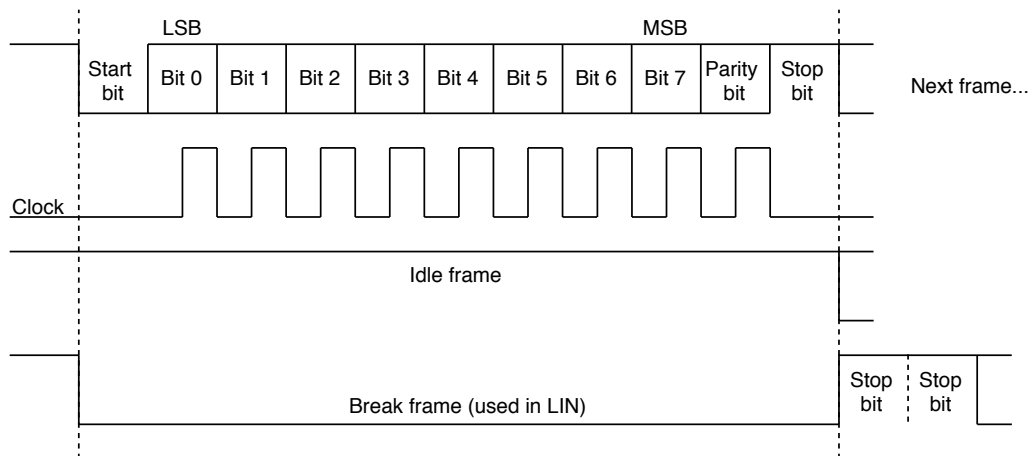 LSB MSB
Start bit Bit 0 Bit 1 Bit 2 Bit 3 Bit 4 Bit 5 Bit 6 Bit 7 Parity bit Stop bit Next frame...
Clock
Idle frame
Break frame (used in LIN) Stop bit Stop bit